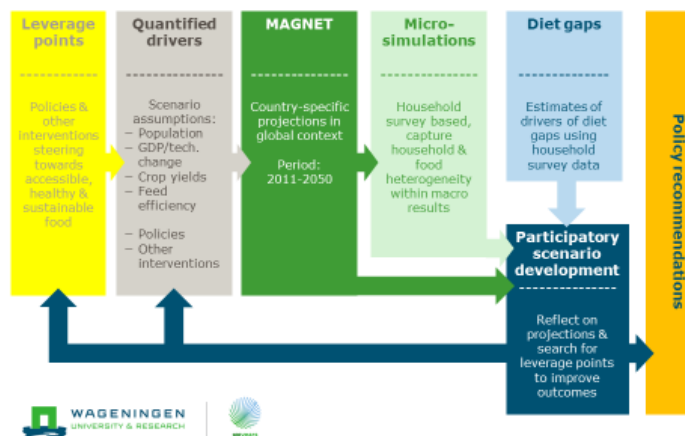 Leverage
points
------------
Policies &
other
interventions
steering
towards
accessible,
healthy &
sustainable
food
Quantified
drivers
------------
Scenario
assumptions:
– Population
– GDP/tech.
change
– Crop yields
– Feed
efficiency
– Policies
– Other
interventions
MAGNET
------------
Country-specific
projections in
global context
Period:
2011-2050
Micro-
simulations
------------
Household
survey based,
capture
household &
food
heterogeneity
within macro
results
Diet gaps
------------
Estimates of
drivers of diet
gaps using
household
survey data
Participatory
scenario
development
------------
Reflect on
projections &
search for
leverage points
to improve
outcomes
Policy recommendations
WAGENINGEN
UNIVERSITY & RESEARCH